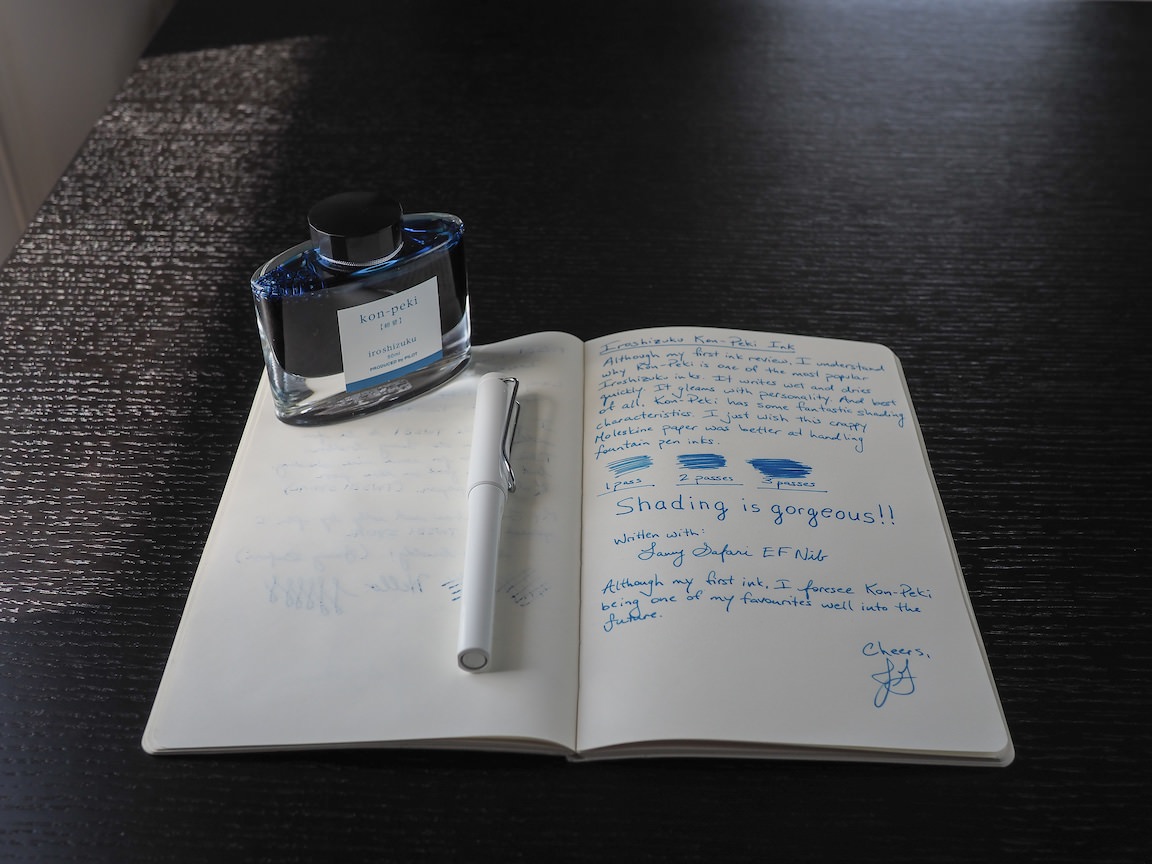 kon-peki
【紺碧】
iroshizuku
50ml
PRODUCED by PILOT
Iroshizuku Kon-Peki Ink
Although my first ink review, I understand
why Kon-Peki is one of the most popular
Iroshizuku inks. It writes wet and dries
quickly. It gleams with personality. And best
of all, Kon-Peki has some fantastic shading
characteristics. I just wish this crappy
Moleskine paper was better at handling
fountain pen inks.
1 pass 2 passes 3 passes
Shading is gorgeous!!
Written with:
Lamy Safari EF Nib
Although my first ink, I foresee Kon-Peki
being one of my favourites well into the
future.
Cheers,